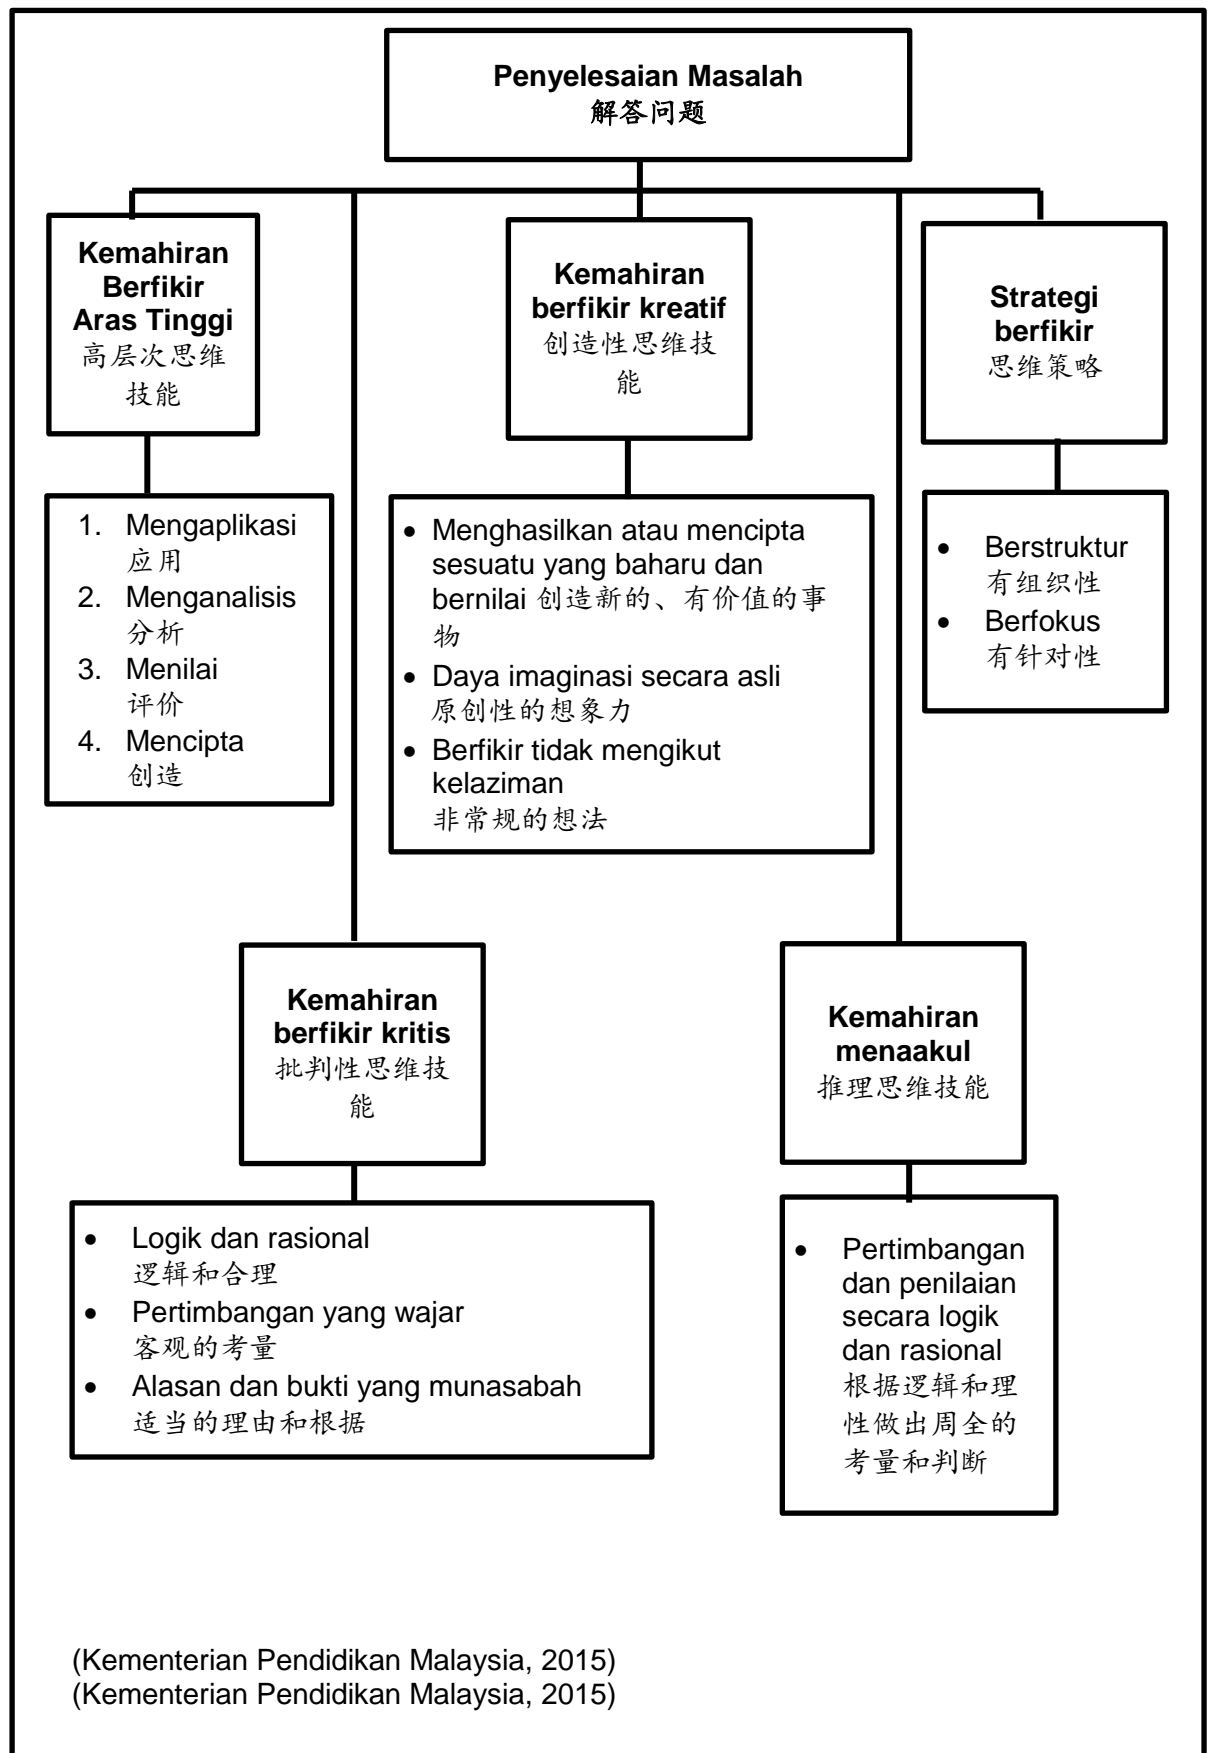 Penyelesaian Masalah
解答问题
Kemahiran
Berfikir
Aras Tinggi
高层次思维
技能
Kemahiran
berfikir kreatif
创造性思维技
能
Strategi
berfikir
思维策略
1. Mengaplikasi
应用
2. Menganalisis
分析
3. Menilai
评价
4. Mencipta
创造
• Menghasilkan atau mencipta
sesuatu yang baharu dan
bernilai 创造新的、有价值的事
物
• Daya imaginasi secara asli
原创性的想象力
• Berfikir tidak mengikut
kelaziman
非常规的想法
• Berstruktur
有组织性
• Berfokus
有针对性
Kemahiran
berfikir kritis
批判性思维技
能
Kemahiran
menaakul
推理思维技能
• Logik dan rasional
逻辑和合理
• Pertimbangan yang wajar
客观的考量
• Alasan dan bukti yang munasabah
适当的理由和根据
• Pertimbangan
dan penilaian
secara logik
dan rasional
根据逻辑和理
性做出周全的
考量和判断
(Kementerian Pendidikan Malaysia, 2015)
(Kementerian Pendidikan Malaysia, 2015)